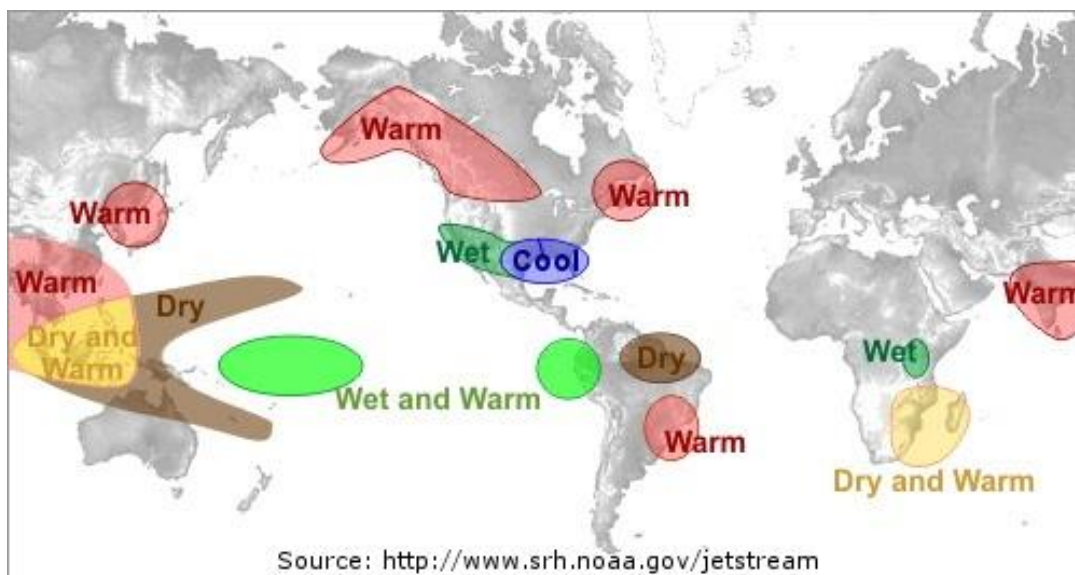 Warm
Warm
Warm
Wet
Cool
Warm
Warm
Dry
Dry and
Warm
Wet
Dry
Wet and Warm
Warm
Dry and Warm
Source: http://www.srh.noaa.gov/jetstream